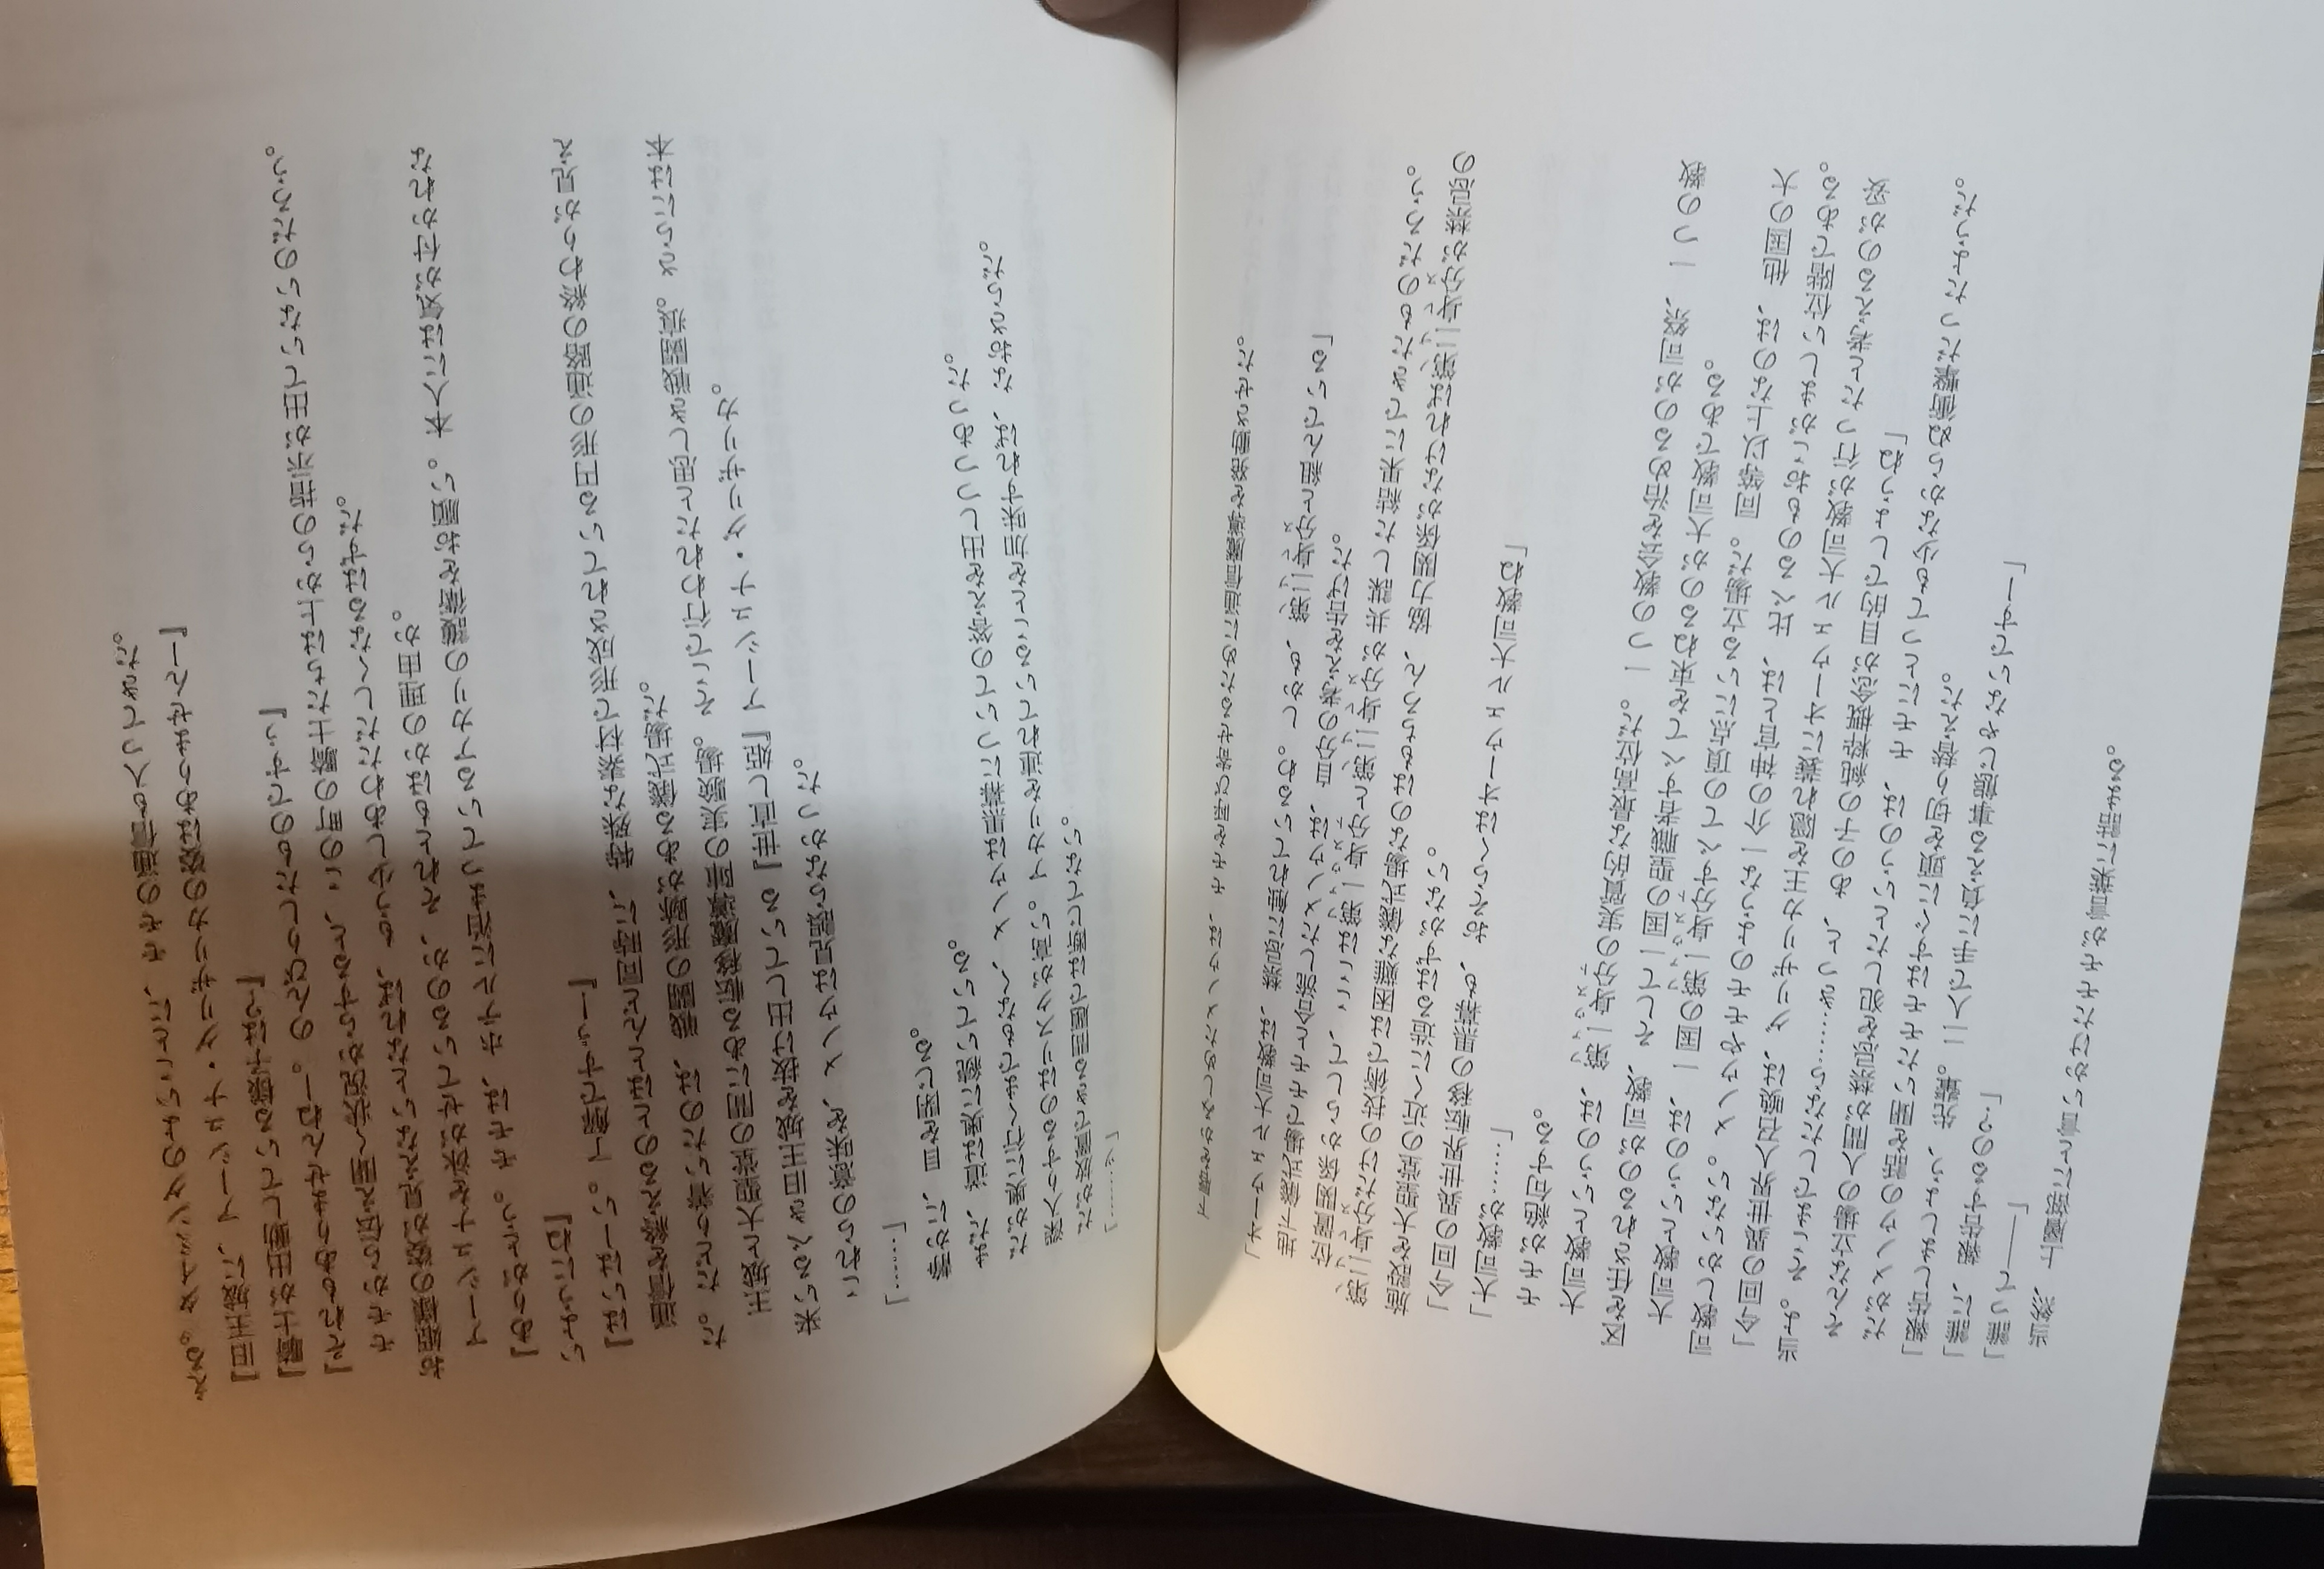 える。タイミングのよいことに、モモの通信も入ってきた。
『旧王城に、アーシュナ・グリザリカの姿はありませんー』
『騎士が出動している様子は?』
『それもありませんねー。のんびりしたものですぅ』
モモから伝え聞く状況からすると、この町の騎士たちは上からの指示が出ていないのだろう。
お姫様の姿が見えないとなれば、もう少しあわただしくなるはずだ。
アーシュナを泳がせているのか、それともほかの理由か。
『ありがとう。モモは、ホテルに泊まっているアカリの護衛をお願い。本人には気が付かれな
いようにね』
『はいはーい。了解ですぅー』
通信を終えるのとほとんど同時に、特殊な素材で形成されている円形の通路の終わりが見え
た。たどり着いたのは、戦闘の形跡がある儀式場だ。
王城と大聖堂の間にある転移魔導陣の実験場。そこで行われたと思しき戦闘痕。さらには本
来いるべき旧王城を抜け出している『世直し姫』アーシュナ・グリザリカ。
これらの意味を、メノウは見誤らなかった。
「……」
静かに、目を閉じる。
まだ、道は奥に続いている。
だが奥に行くまでもなく、メノウは黒幕についての答えを出しつつあった。
深入りするのはリスクが高い。アカリを連れていることを加味すれば、なおさらだ。
だが放置できる問題では断じてない。
「……ッ」
下唇をかみしめたメノウは、モモを呼び寄せるために通信魔導を発動させた。
「オーウェル大司教は、禁忌に触れているわ。しかも、第二身分と組んでいる」
地下儀式場でモモと合流したメノウは、自分の考えを告げた。
位置関係からして、ここは第一身分と第二身分が共謀した結果にできたものだろう。
第二身分だけの技術では困難な儀式場なのはもちろん、協力関係がなければ第二身分が禁忌の
施設を大聖堂の近くに造るはずがない。
「今回の異世界転移の黒幕も、おそらくはオーウェル大司教ね」
「大司教が……」
モモが絶句する。
大司教というのは、第一身分の実質的な最高位だ。一つの教会を治めるのが司祭、一つの教
区を任されるのが司教、そして一国の聖職者すべてを束ねるのが大司教である。
大司教というのは、一国の第一身分すべての頂点にいる立場だ。同等以上なのは、他国の大
司教しかいない。メノウやモモのような一介の神官とは、比べるのもおこがましい位階である。
「今回の異世界人召喚は、グリザリカ王を隠れ蓑にオーウェル大司教が行ったと考えるのが妥
当よ。そこまでしたなら……きっと、あの子の純粋概念が目的でしょうね」
そんな立場の人間が禁忌を犯したというのは、モモにとっても少なからぬ衝撃だったようだ。
だがメノウの話を聞いたモモはすぐに頭を切り替えた。
「報告しましょう、先輩。二人で手に負える事態じゃないですー」
「誰に、報告するの?」
「誰って――」
当然、上層部にと言いかけたモモが言葉に詰まる。